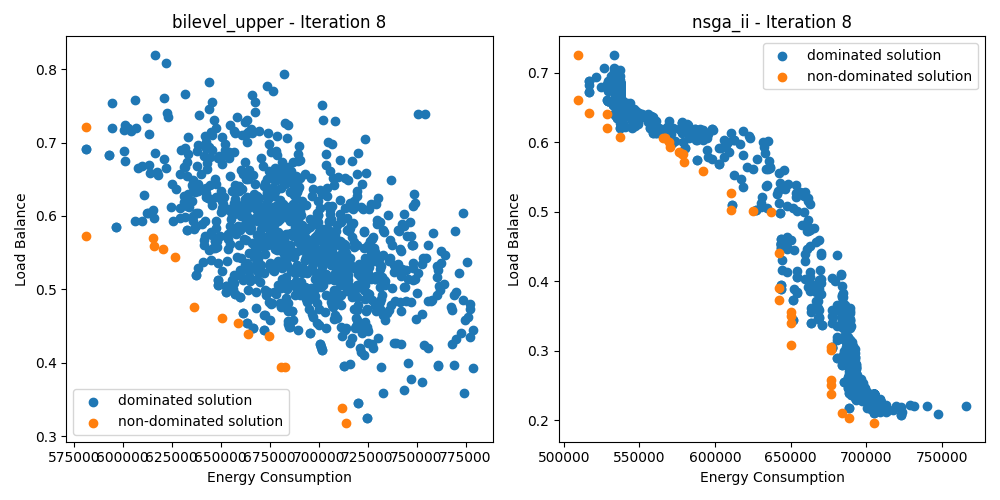 bilevel_upper - Iteration 8
0.8
0.7
0.6
0.5
0.4
0.3
Load Balance
dominated solution
non-dominated solution
575000 600000 625000 650000 675000 700000 725000 750000 775000
Energy Consumption
nsga_ii - Iteration 8
dominated solution
non-dominated solution
0.7
0.6
0.5
0.4
0.3
0.2
Load Balance
500000 550000 600000 650000 700000 750000
Energy Consumption